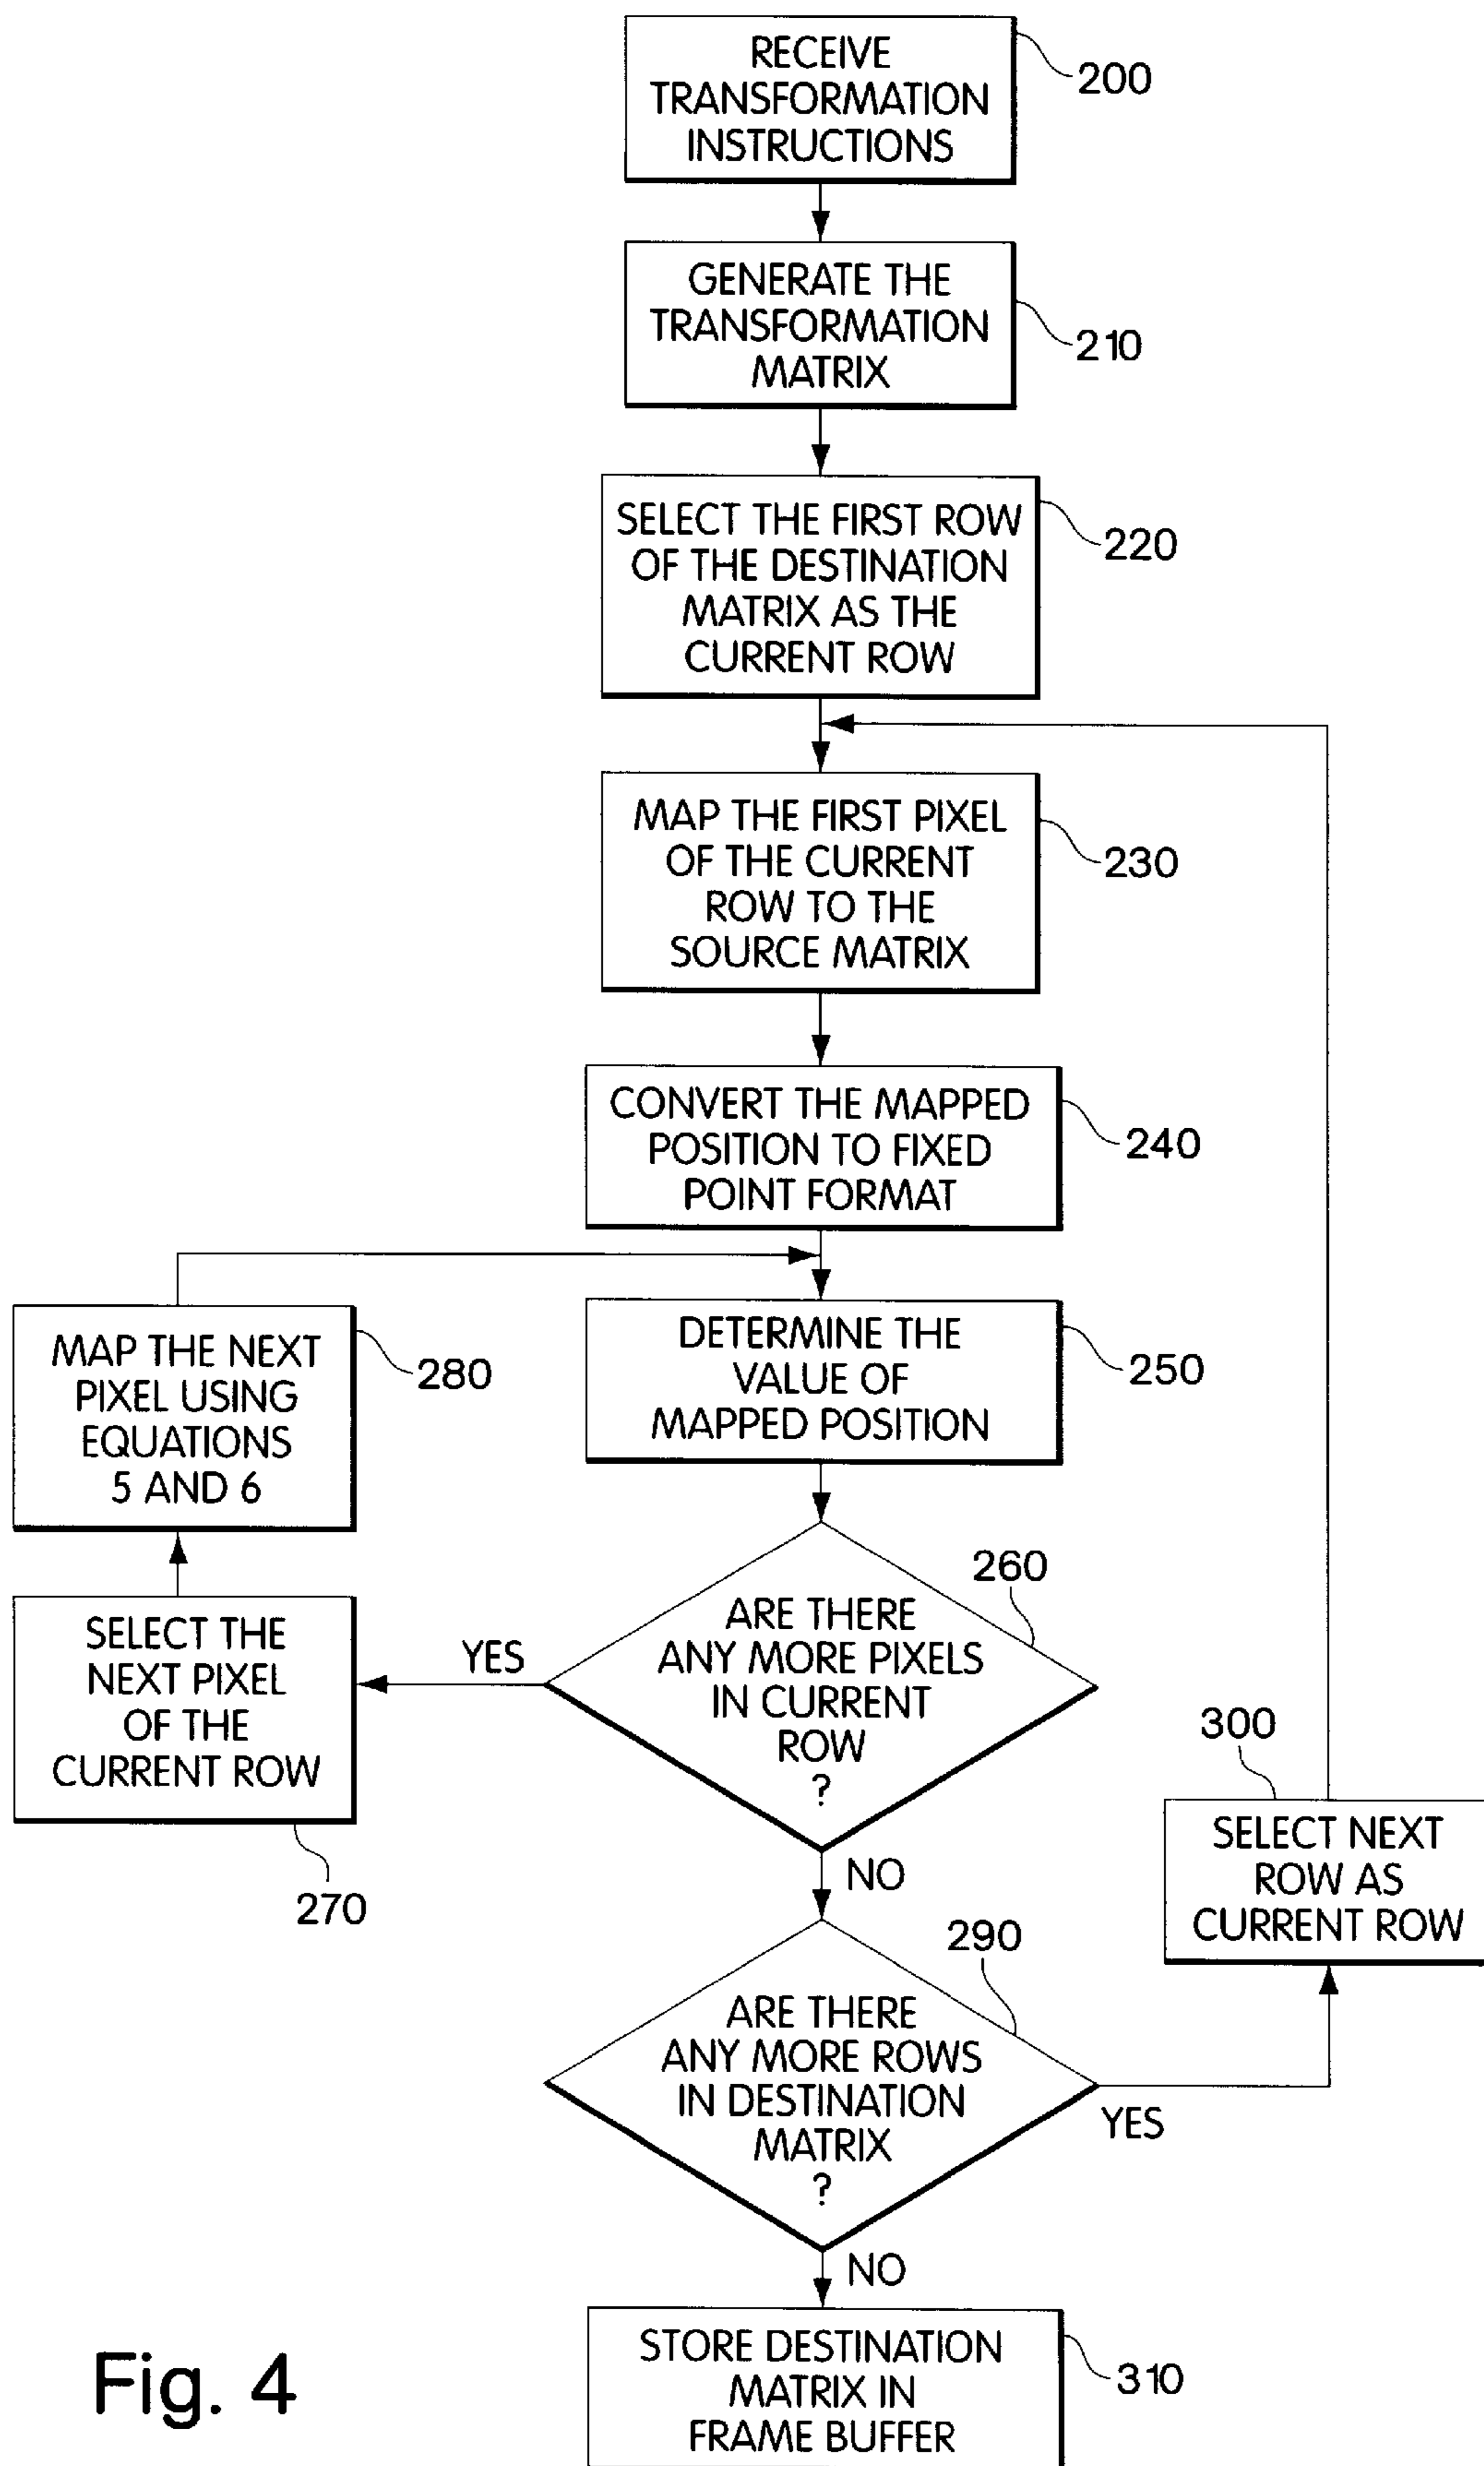 RECEIVE
TRANSFORMATION
INSTRUCTIONS
200
GENERATE THE
TRANSFORMATION
MATRIX
210
SELECT THE FIRST ROW
OF THE DESTINATION
MATRIX AS THE
CURRENT ROW
220
MAP THE FIRST PIXEL
OF THE CURRENT
ROW TO THE
SOURCE MATRIX
230
CONVERT THE MAPPED
POSITION TO FIXED
POINT FORMAT
240
DETERMINE THE
VALUE OF
MAPPED POSITION
250
MAP THE NEXT
PIXEL USING
EQUATIONS
5 AND 6
280
ARE THERE
ANY MORE PIXELS
IN CURRENT
ROW
?
260
YES
SELECT THE
NEXT PIXEL
OF THE
CURRENT ROW
270
NO
300
SELECT NEXT
ROW AS
CURRENT ROW
290
ARE THERE
ANY MORE ROWS
IN DESTINATION
MATRIX
?
YES
NO
STORE DESTINATION
MATRIX IN
FRAME BUFFER
310
Fig. 4